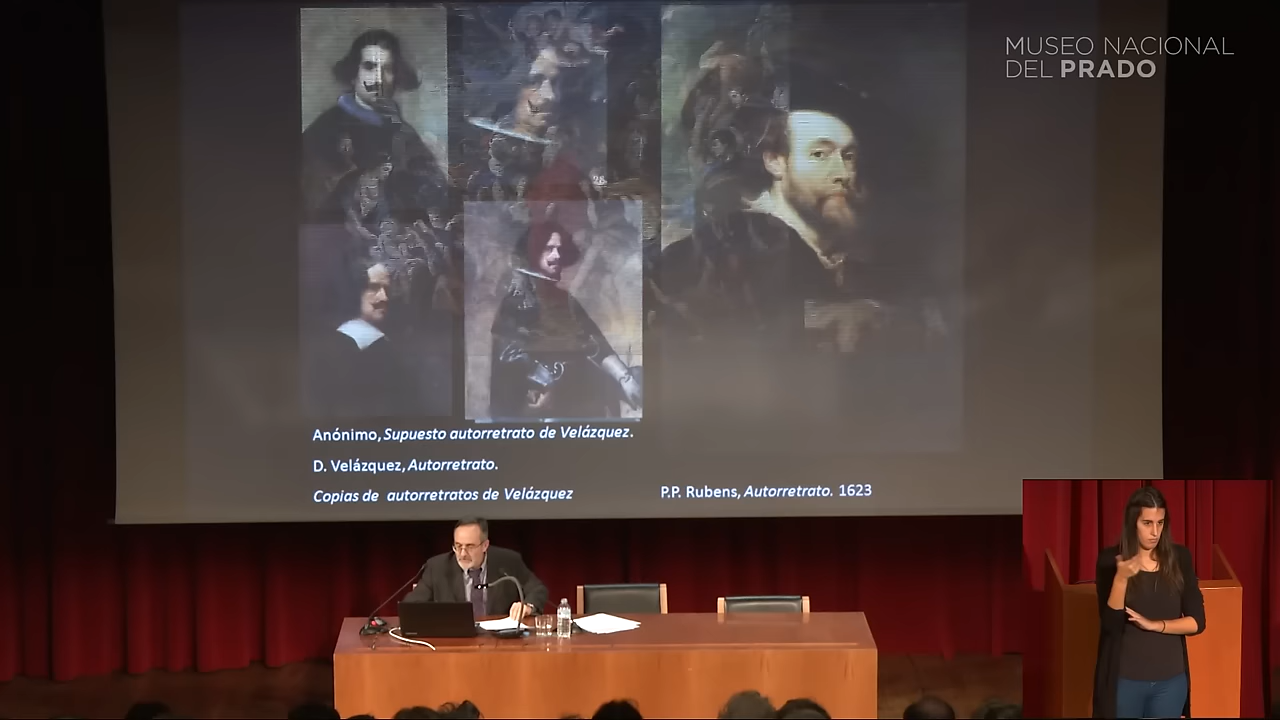 MUSEO NACIONAL
DEL PRADO
Anónimo, Supuesto autorretrato de Velázquez.
D. Velázquez, Autorretrato.
Copias de autorretratos de Velázquez
P.P. Rubens, Autorretrato. 1623